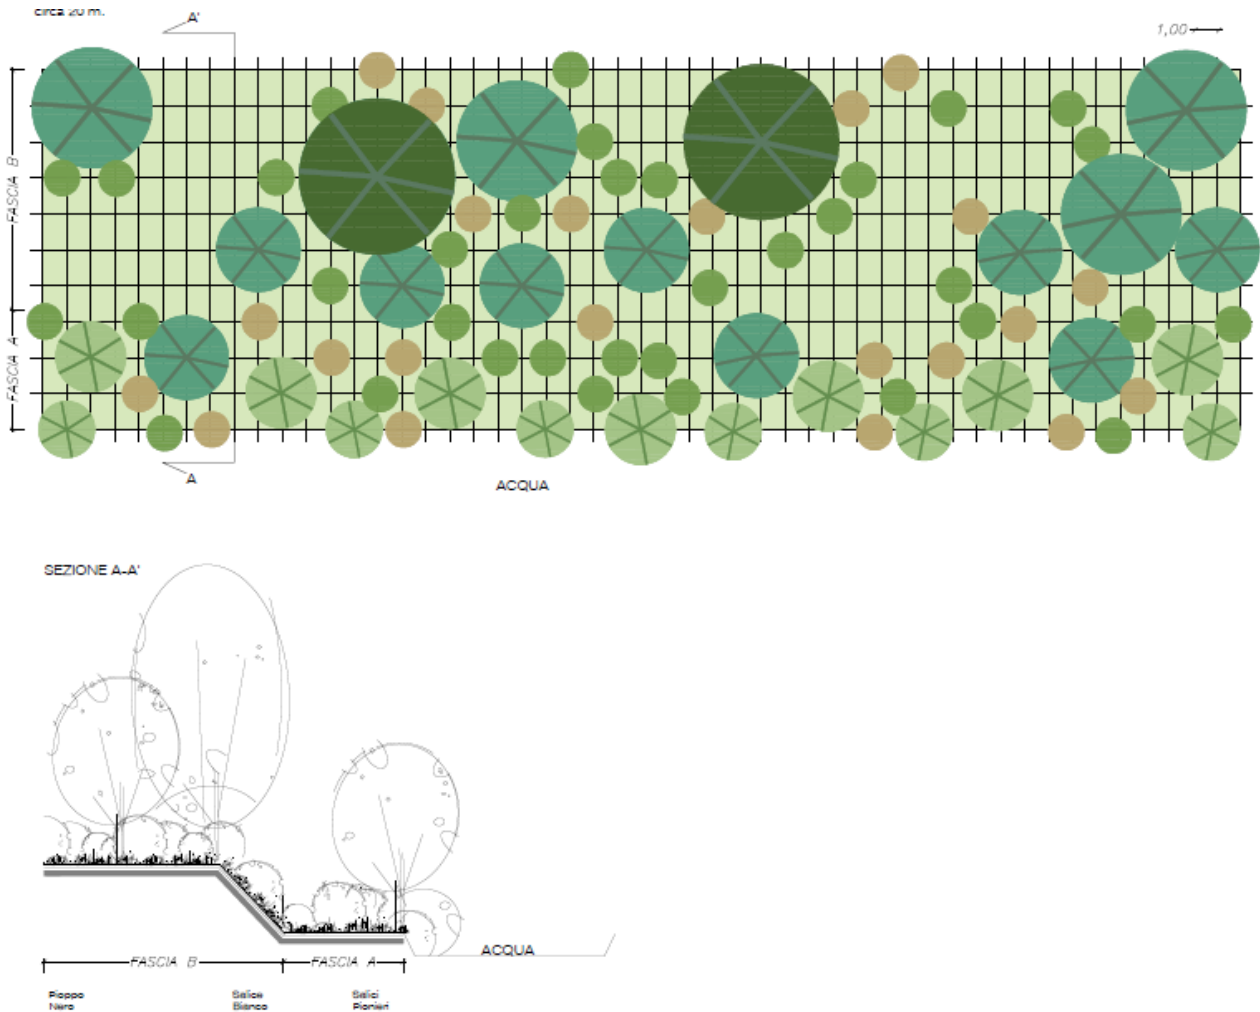 circa 20 m.
A'
1,00
FASCIA B
FASCIA A
A
ACQUA
SEZIONE A-A'
ACQUA
FASCIA B
FASCIA A
Pioppo
Nero
Salice
Bianco
Salici
Pionieri